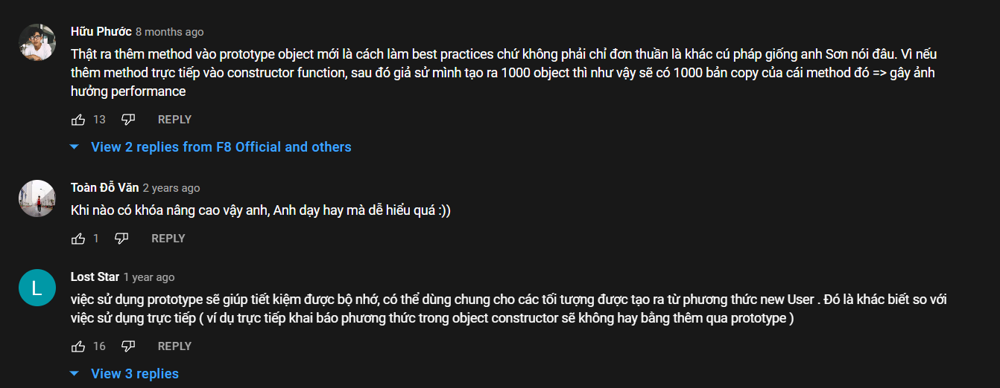 Hữu Phước 8 months ago
Thật ra thêm method vào prototype object mới là cách làm best practices chứ không phải chỉ đơn thuần là khác cú pháp giống anh Sơn nói đâu. Vì nếu
thêm method trực tiếp vào constructor function, sau đó giả sử mình tạo ra 1000 object thì như vậy sẽ có 1000 bản copy của cái method đó => gây ảnh
hưởng performance
13 REPLY
View 2 replies from F8 Official and others
Toàn Đỗ Văn 2 years ago
Khi nào có khóa nâng cao vậy anh, Anh dạy hay mà dễ hiểu quá :))
1 REPLY
L
Lost Star 1 year ago
việc sử dụng prototype sẽ giúp tiết kiệm được bộ nhớ, có thể dùng chung cho các tối tượng được tạo ra từ phương thức new User . Đó là khác biệt so với
việc sử dụng trực tiếp ( ví dụ trực tiếp khai báo phương thức trong object constructor sẽ không hay bằng thêm qua prototype )
16 REPLY
View 3 replies